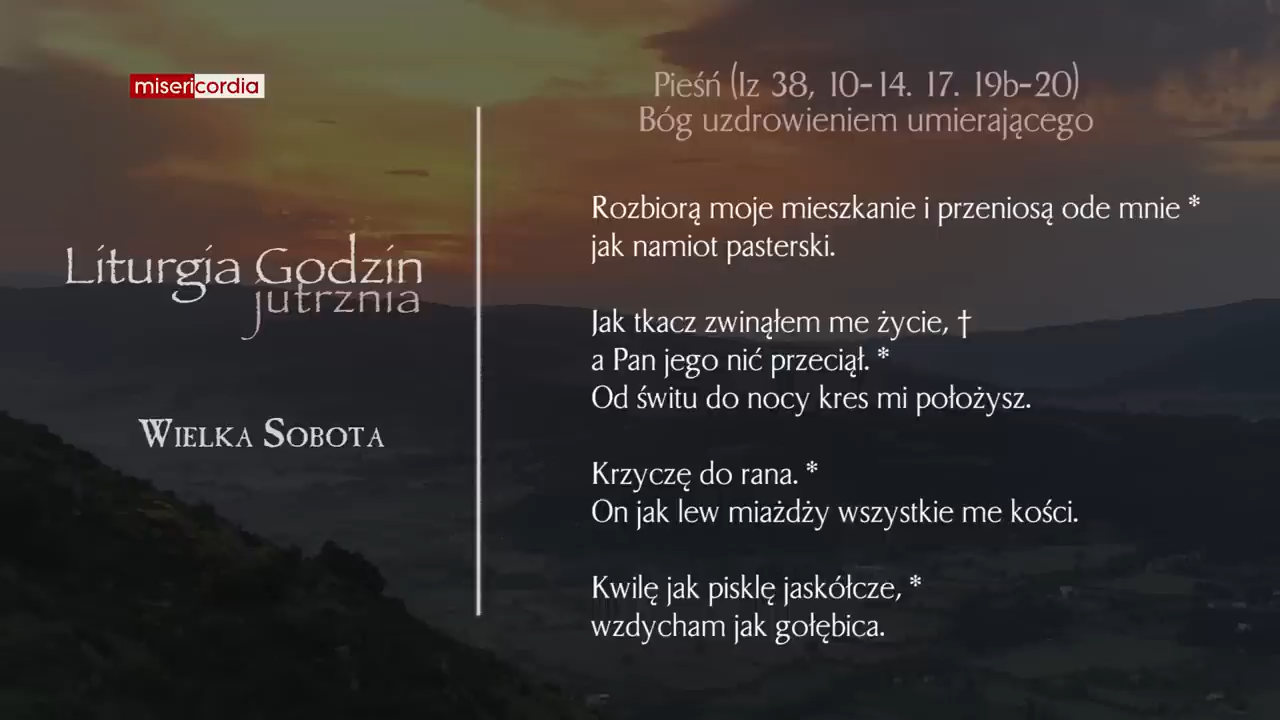 misericordia
Liturgia Godzin
jutrznia
Wielka Sobota
Pieśń (Iz 38, 10-14. 17. 19b-20)
Bóg uzdrowieniem umierającego
Rozbiorą moje mieszkanie i przeniosą ode mnie *
jak namiot pasterski.
Jak tkacz zwinąłem me życie, †
a Pan jego nić przeciął. *
Od świtu do nocy kres mi położysz.
Krzyczę do rana. *
On jak lew miażdży wszystkie me kości.
Kwilę jak pisklę jaskółcze, *
wzdycham jak gołębica.